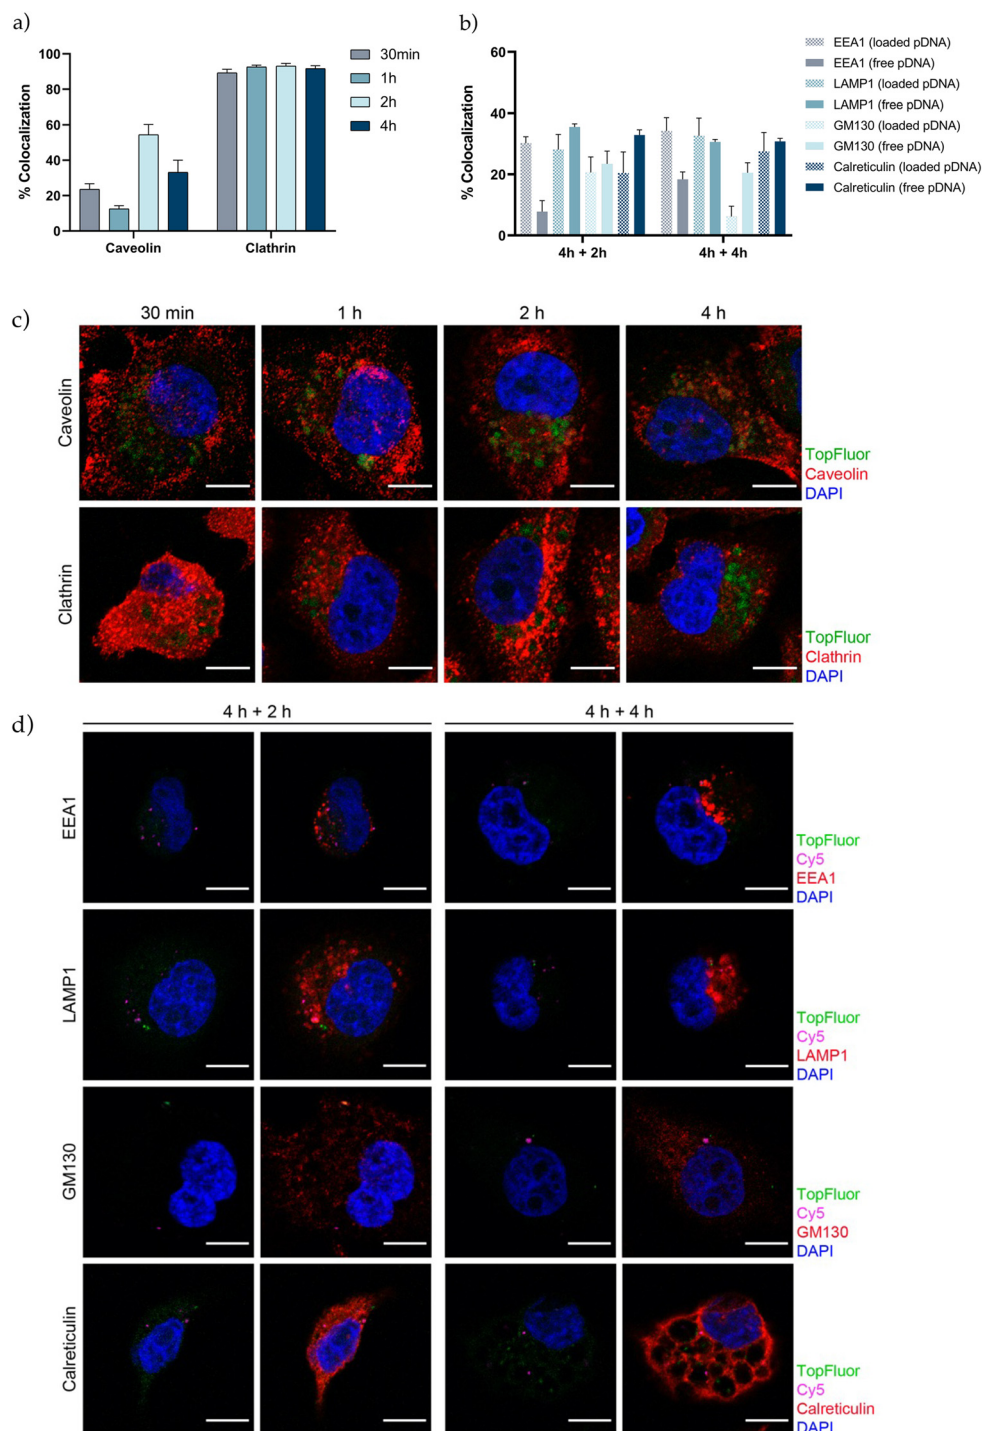 a)
% Colocalization
100
80
60
40
20
0
Caveolin
Clathrin
30min
1h
2h
4h
b)
% Colocalization
60
40
20
0
4h + 2h
4h + 4h
EEA1 (loaded pDNA)
EEA1 (free pDNA)
LAMP1 (loaded pDNA)
LAMP1 (free pDNA)
GM130 (loaded pDNA)
GM130 (free pDNA)
Calreticulin (loaded pDNA)
Calreticulin (free pDNA)
c)
30 min
1 h
2 h
4 h
Caveolin
TopFluor
Caveolin
DAPI
Clathrin
TopFluor
Clathrin
DAPI
d)
4 h + 2 h
4 h + 4 h
EEA1
TopFluor
Cy5
EEA1
DAPI
LAMP1
TopFluor
Cy5
LAMP1
DAPI
GM130
TopFluor
Cy5
GM130
DAPI
Calreticulin
TopFluor
Cy5
Calreticulin
DAPI